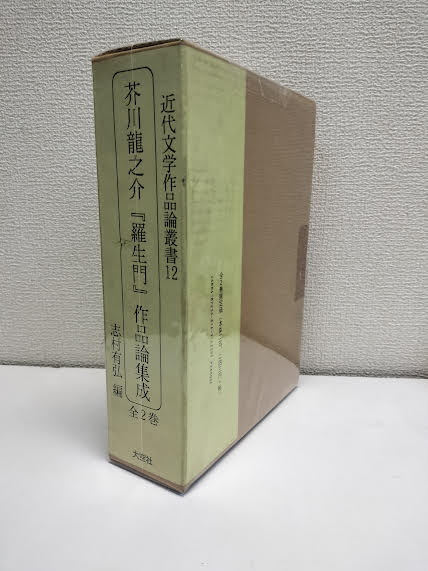 近代文学作品論叢書12
芥川龍之介『羅生門』作品論集成
全2巻
志村有弘 編
大空社